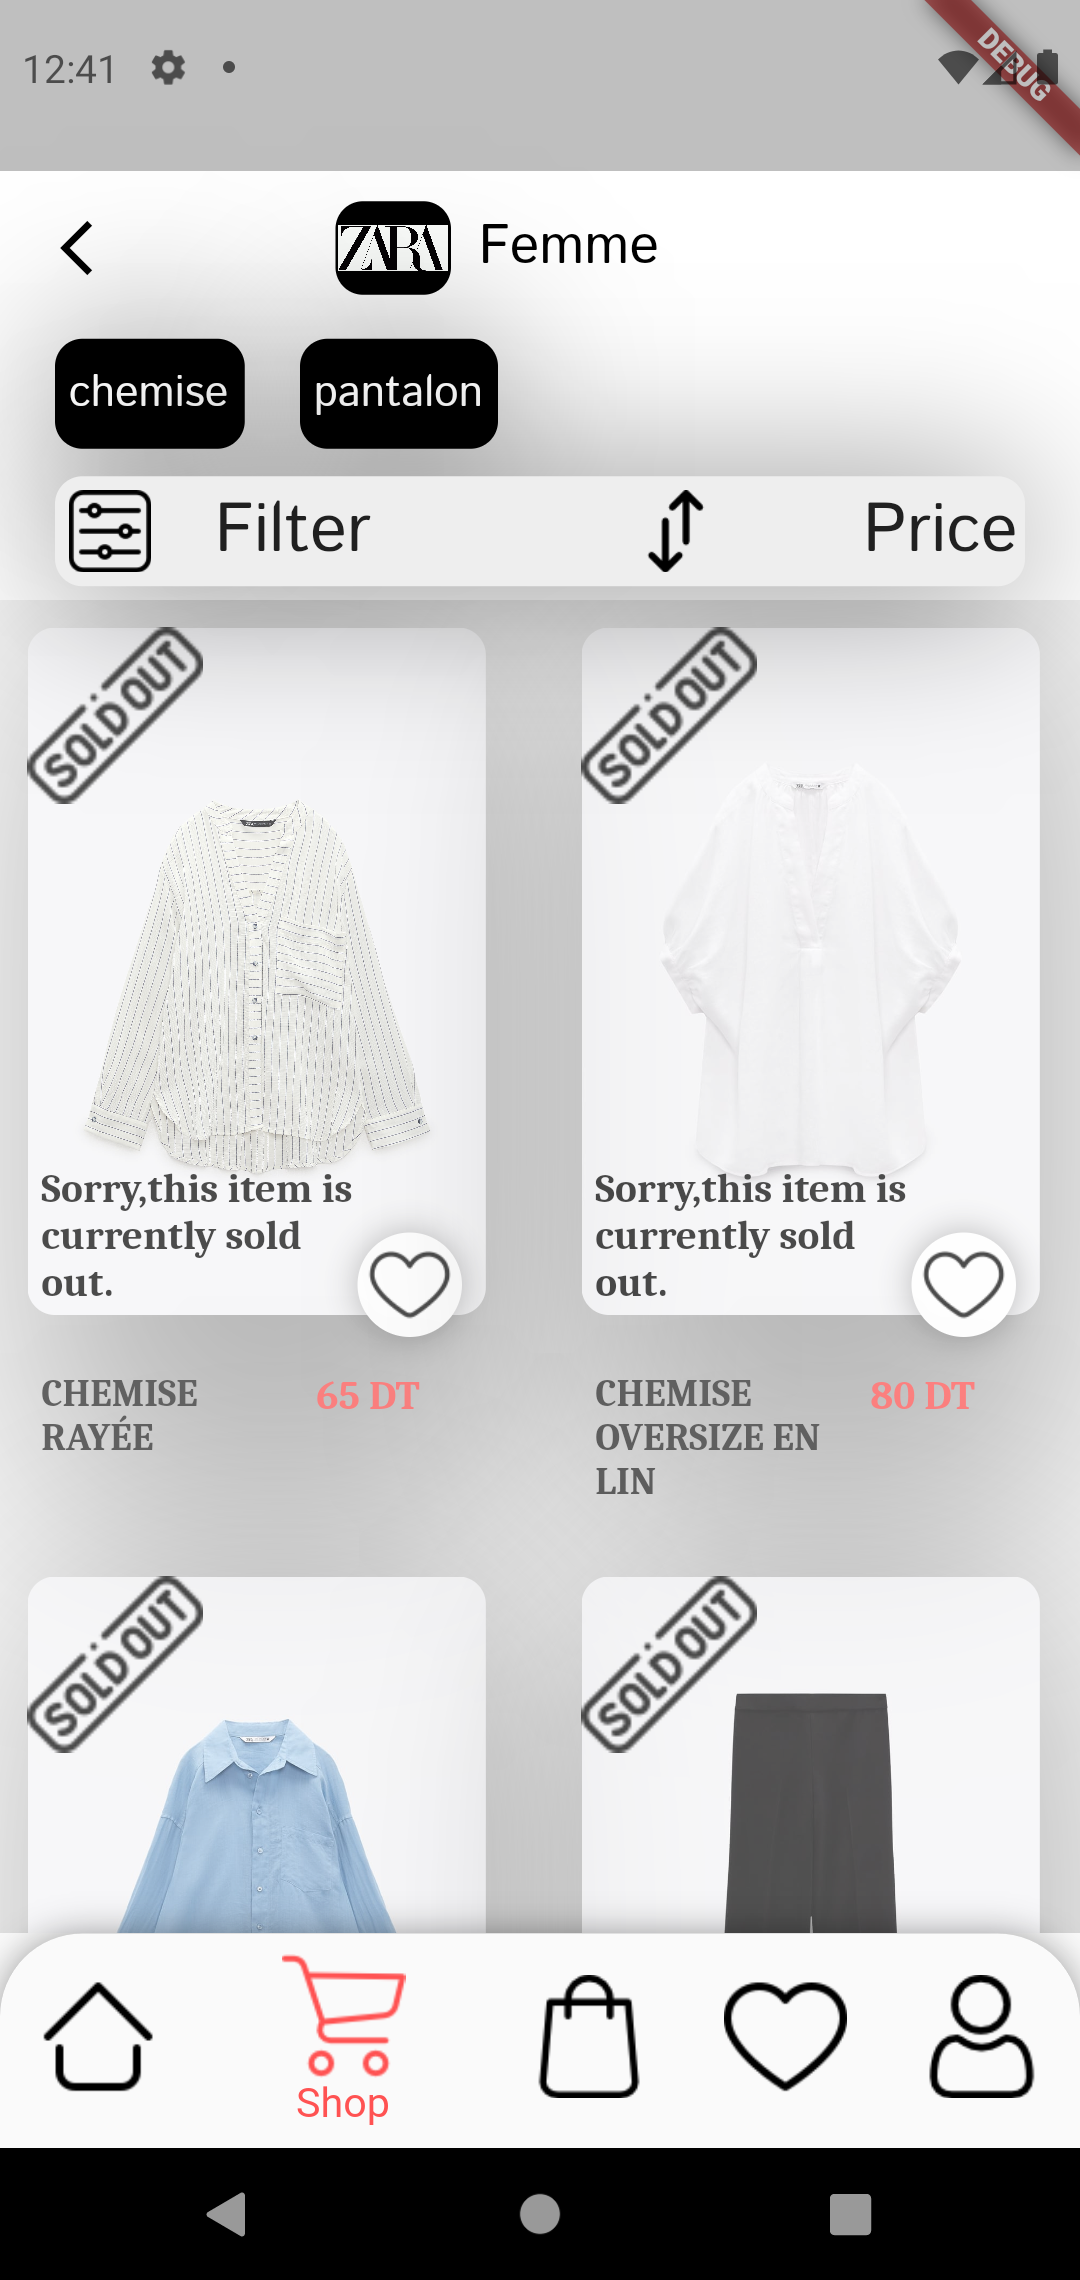 12:41
DEBUG
ZARA
Femme
chemise
pantalon
Filter
Price
SOLD OUT
SOLD OUT
Sorry,this item is
currently sold
out.
Sorry,this item is
currently sold
out.
CHEMISE
RAYÉE
65 DT
CHEMISE
OVERSIZE EN
LIN
80 DT
SOLD OUT
SOLD OUT
Shop